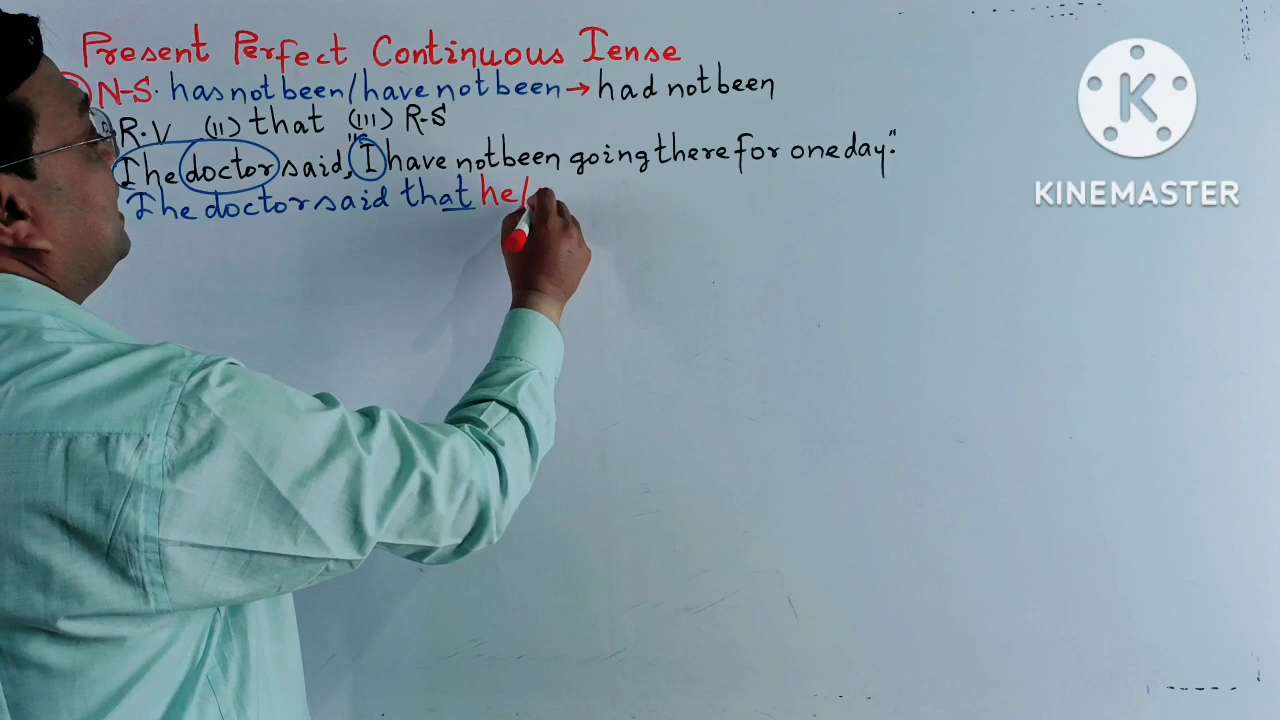 Present Perfect Continuous Tense
N-S. has not been/have not been → had not been
R.V (II) that (III) R-S
The doctor said, "I have not been going there for one day."
The doctor said that he/
K
KINEMASTER